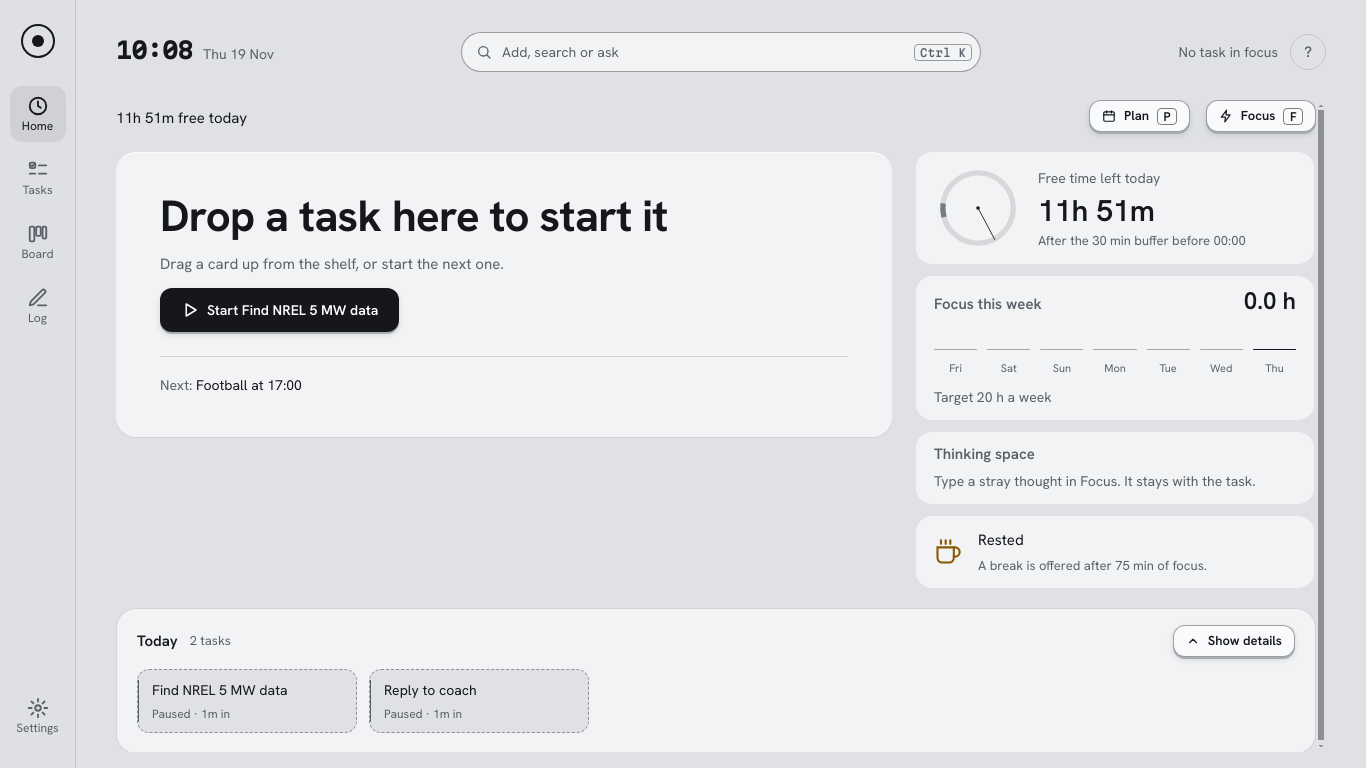 10:08 Thu 19 Nov
Add, search or ask
Ctrl K
No task in focus
?
Home
Tasks
Board
Log
Settings
11h 51m free today
Plan P
Focus F
Drop a task here to start it
Drag a card up from the shelf, or start the next one.
Start Find NREL 5 MW data
Next: Football at 17:00
Free time left today
11h 51m
After the 30 min buffer before 00:00
Focus this week 0.0 h
Fri Sat Sun Mon Tue Wed Thu
Target 20 h a week
Thinking space
Type a stray thought in Focus. It stays with the task.
Rested
A break is offered after 75 min of focus.
Today 2 tasks
Show details
Find NREL 5 MW data
Paused · 1m in
Reply to coach
Paused · 1m in